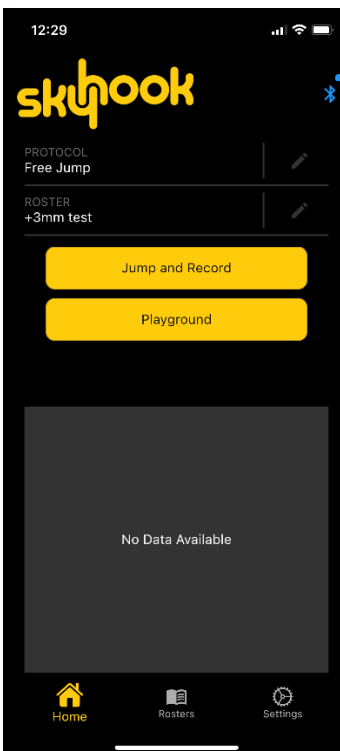 12:29
skyhook
PROTOCOL
Free Jump
ROSTER
+3mm test
Jump and Record
Playground
No Data Available
Home
Rosters
Settings